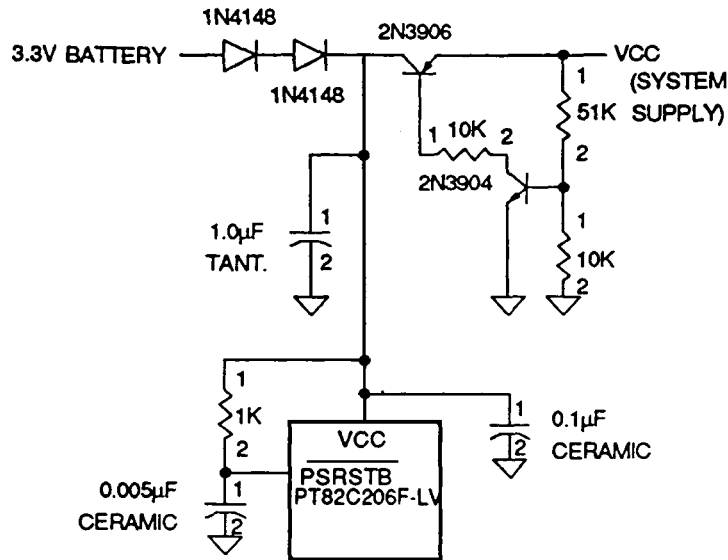 1N4148
2N3906
3.3V BATTERY
VCC
1N4148
1
(SYSTEM
SUPPLY)
51K
2
1
10K
2
2N3904
1
1.0µF
TANT.
2
1
10K
2
1
1K
2
VCC
1
2
0.1µF
CERAMIC
PSRSTB
PT82C206F-LV
0.005µF
CERAMIC
1
2